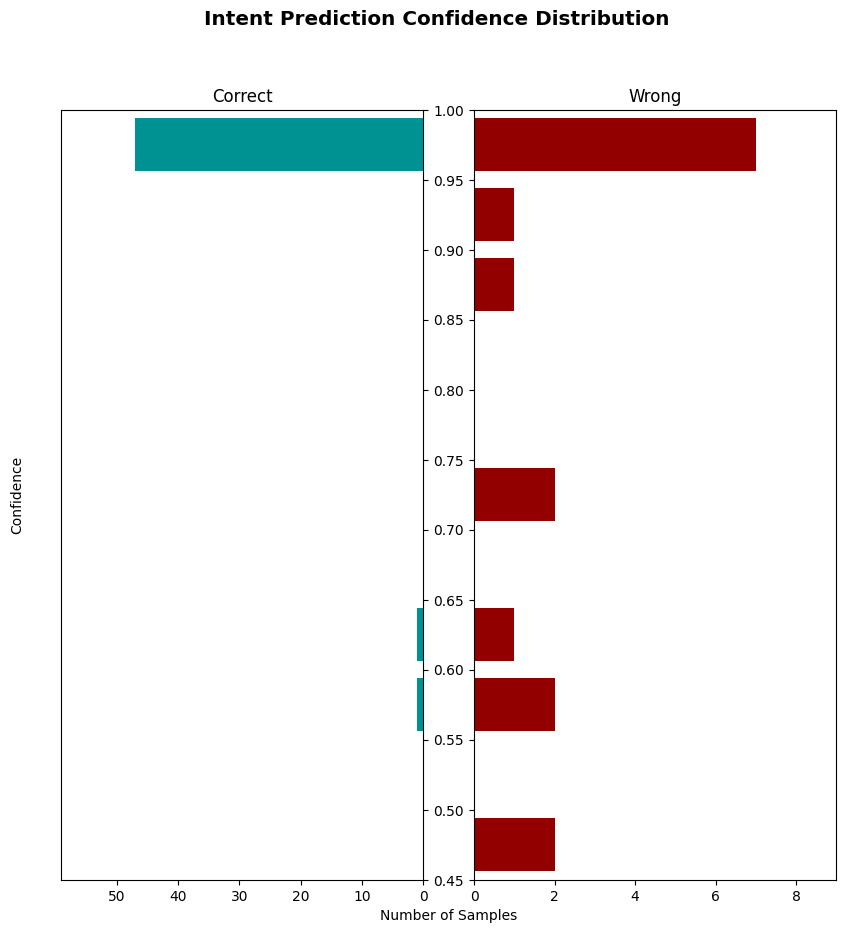 Intent Prediction Confidence Distribution
Correct
Wrong
1.00
0.95
0.90
0.85
0.80
0.75
0.70
0.65
0.60
0.55
0.50
0.45
Confidence
50 40 30 20 10 0
0 2 4 6 8
Number of Samples